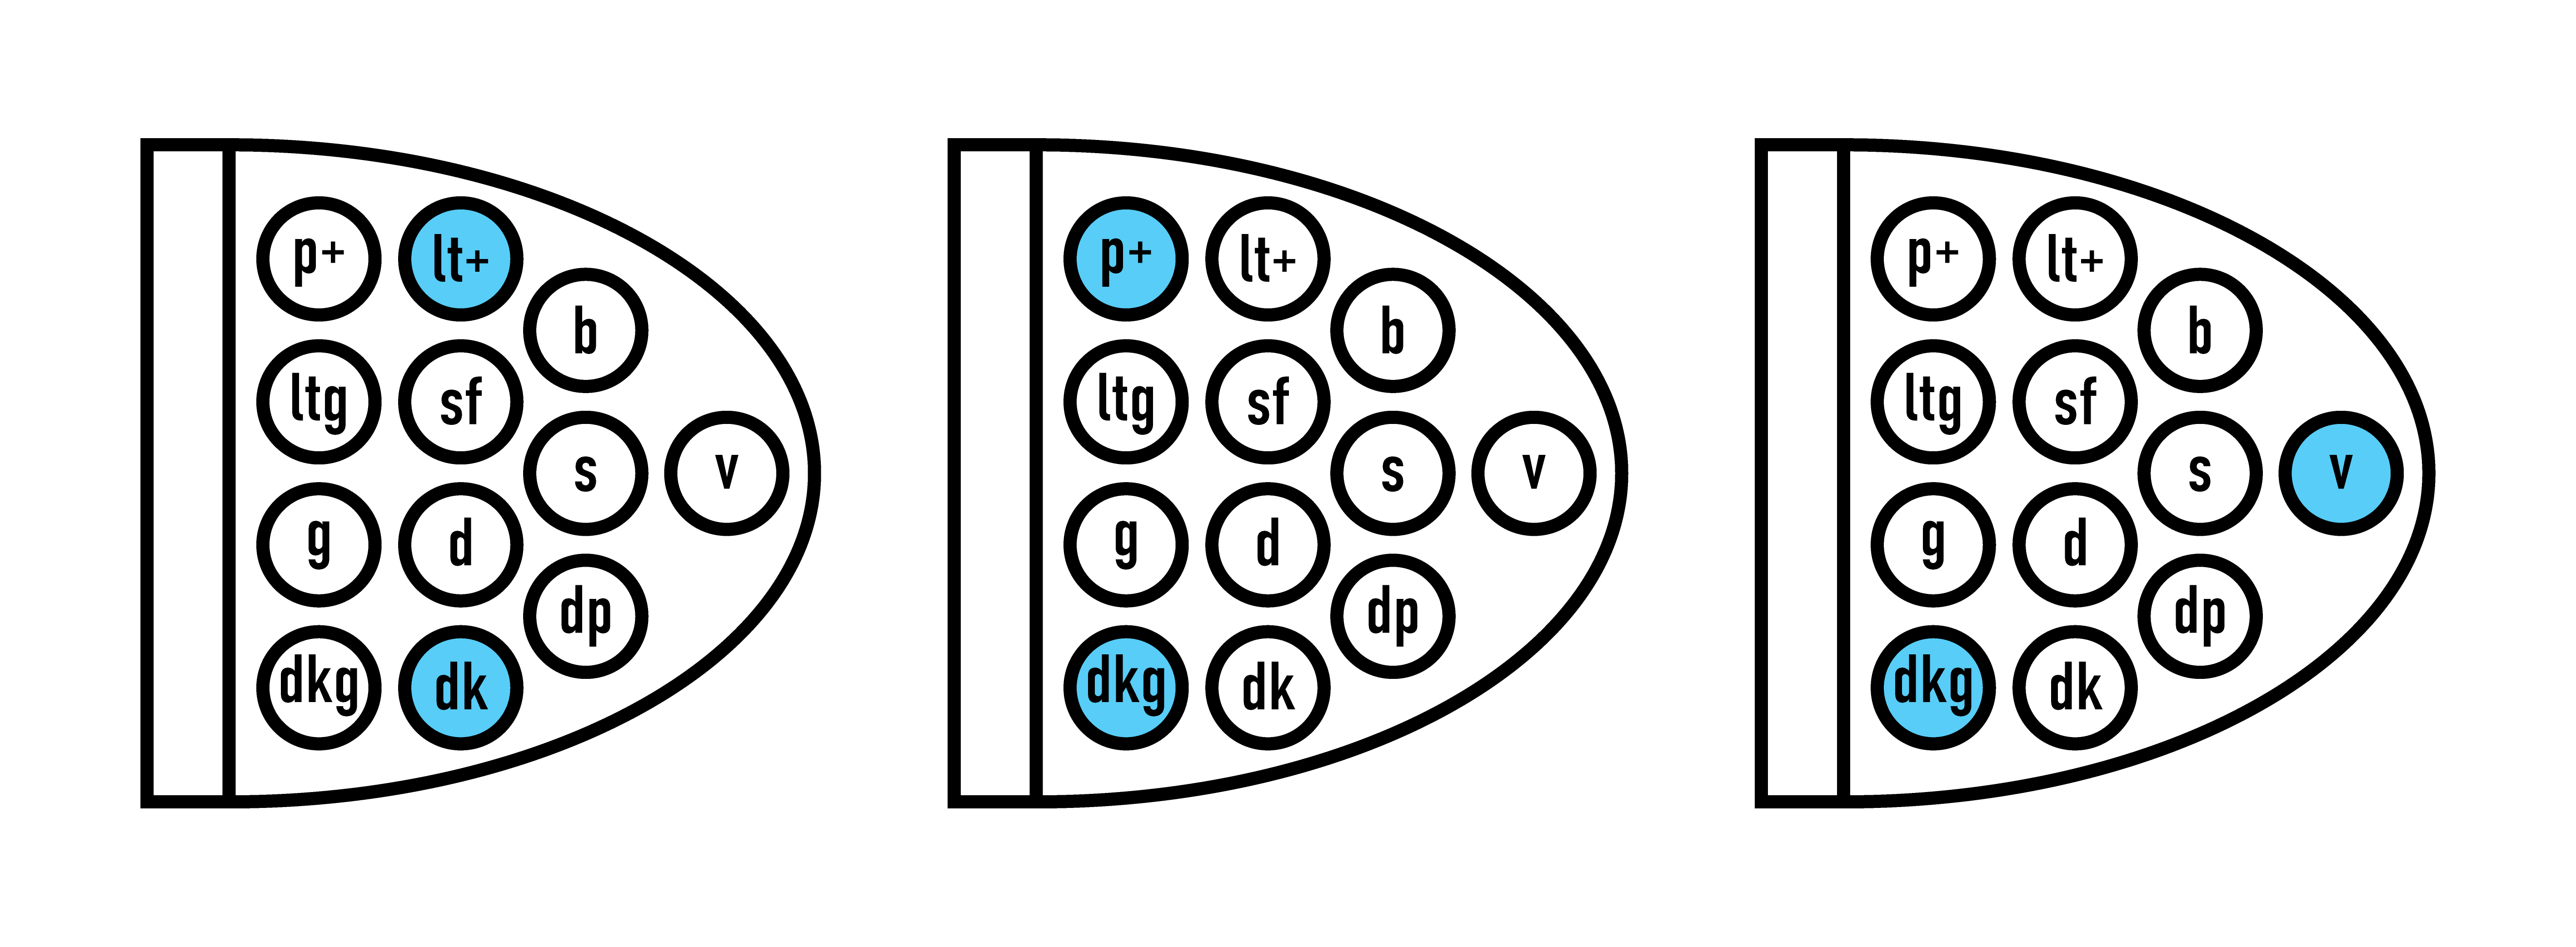 p+ lt+
b
ltg sf
s v
g d
dp
dkg dk
p+ lt+
b
ltg sf
s v
g d
dp
dkg dk
p+ lt+
b
ltg sf
s v
g d
dp
dkg dk